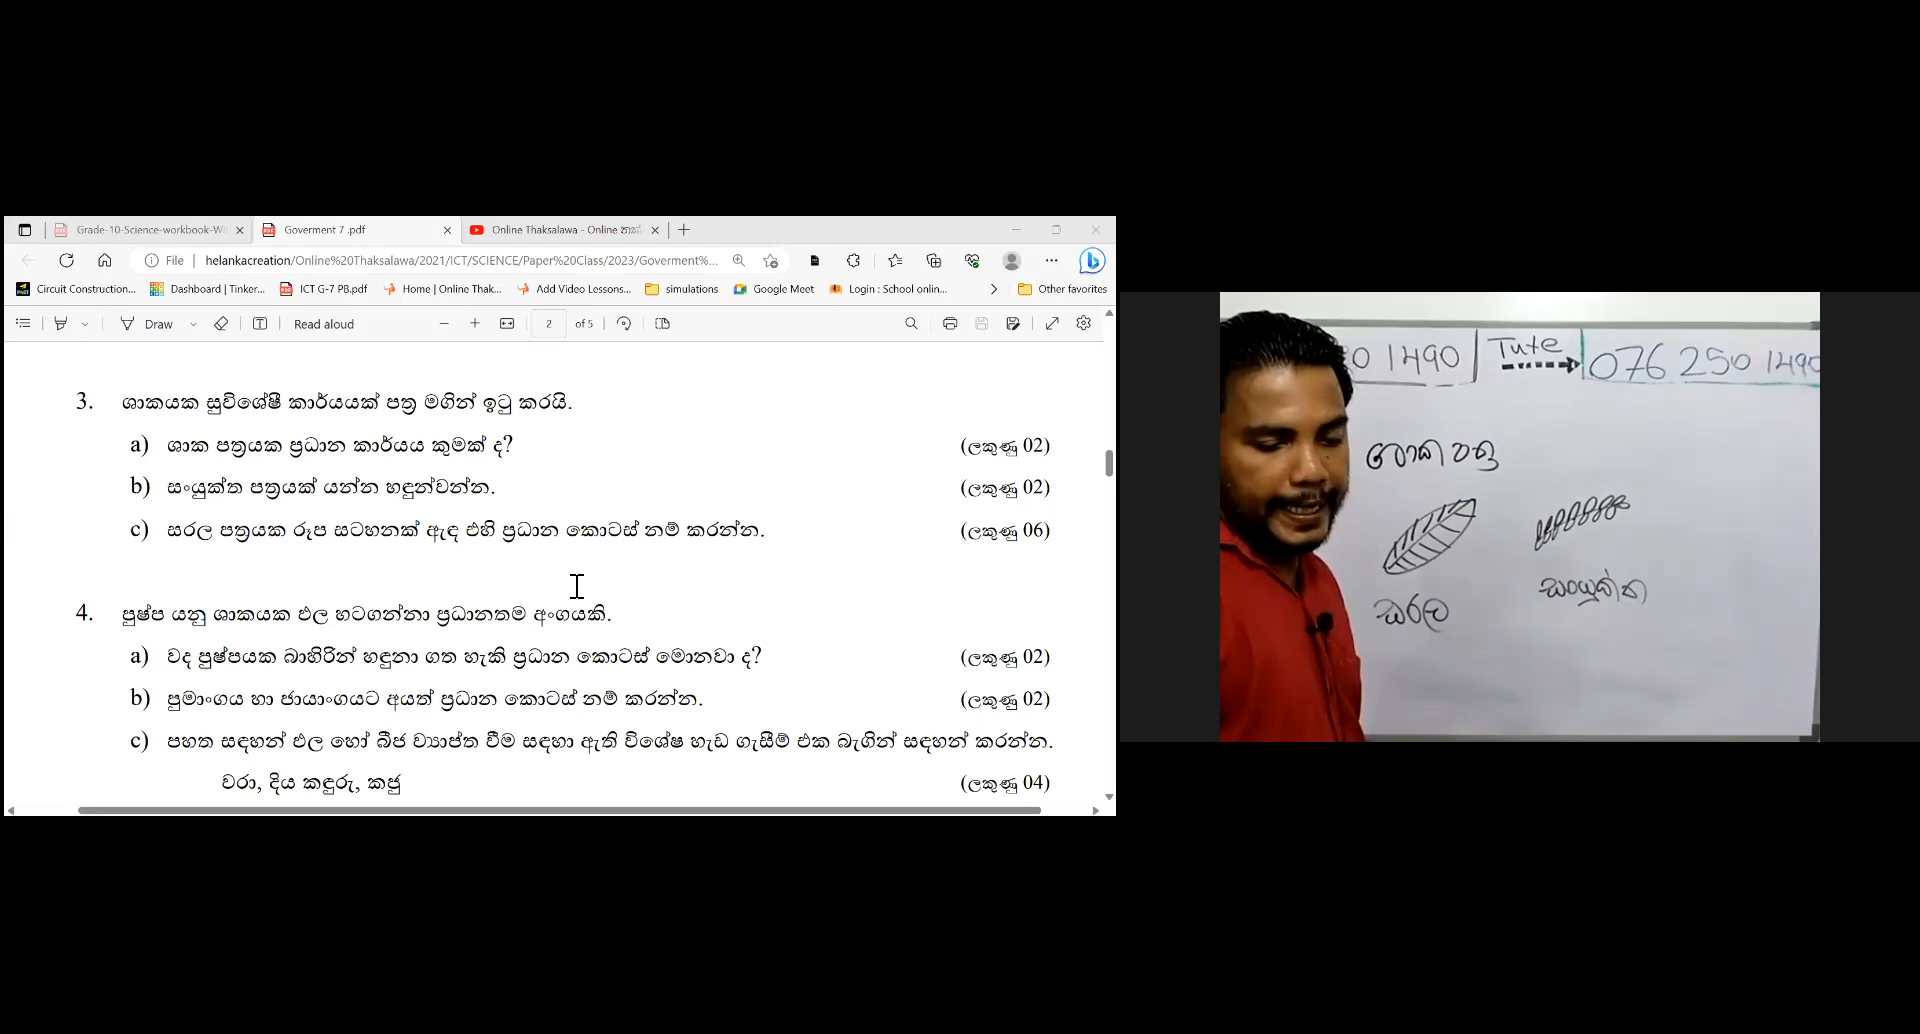 Grade-10-Science-workbook-Wi
Goverment 7 .pdf
Online Thaksalawa - Online තක්
File
helankacreation/Online%20Thaksalawa/2021/ICT/SCIENCE/Paper%20Class/2023/Goverment%...
Circuit Construction...
Dashboard | Tinker...
ICT G-7 PB.pdf
Home | Online Thak...
Add Video Lessons...
simulations
Google Meet
Login : School onlin...
Other favorites
Draw
Read aloud
2 of 5
3. ශාකයක සුවිශේෂී කාර්යයක් පත්‍ර මගින් ඉටු කරයි.
a) ශාක පත්‍රයක ප්‍රධාන කාර්යය කුමක් ද? (ලකුණු 02)
b) සංයුක්ත පත්‍රයක් යන්න හඳුන්වන්න. (ලකුණු 02)
c) සරල පත්‍රයක රූප සටහනක් ඇඳ එහි ප්‍රධාන කොටස් නම් කරන්න. (ලකුණු 06)
4. පුෂ්ප යනු ශාකයක ඵල හටගන්නා ප්‍රධානතම අංගයකි.
a) වද පුෂ්පයක බාහිරින් හඳුනා ගත හැකි ප්‍රධාන කොටස් මොනවා ද? (ලකුණු 02)
b) පුමාංගය හා ජායාංගයට අයත් ප්‍රධාන කොටස් නම් කරන්න. (ලකුණු 02)
c) පහත සඳහන් ඵල හෝ බීජ ව්‍යාප්ත වීම සඳහා ඇති විශේෂ හැඩ ගැසීම් එක බැගින් සඳහන් කරන්න.
වරා, දිය කඳුරු, කජු (ලකුණු 04)
0 1490
Tute
076 250 1490
ශාක පත්‍ර
සරල
සංයුක්ත